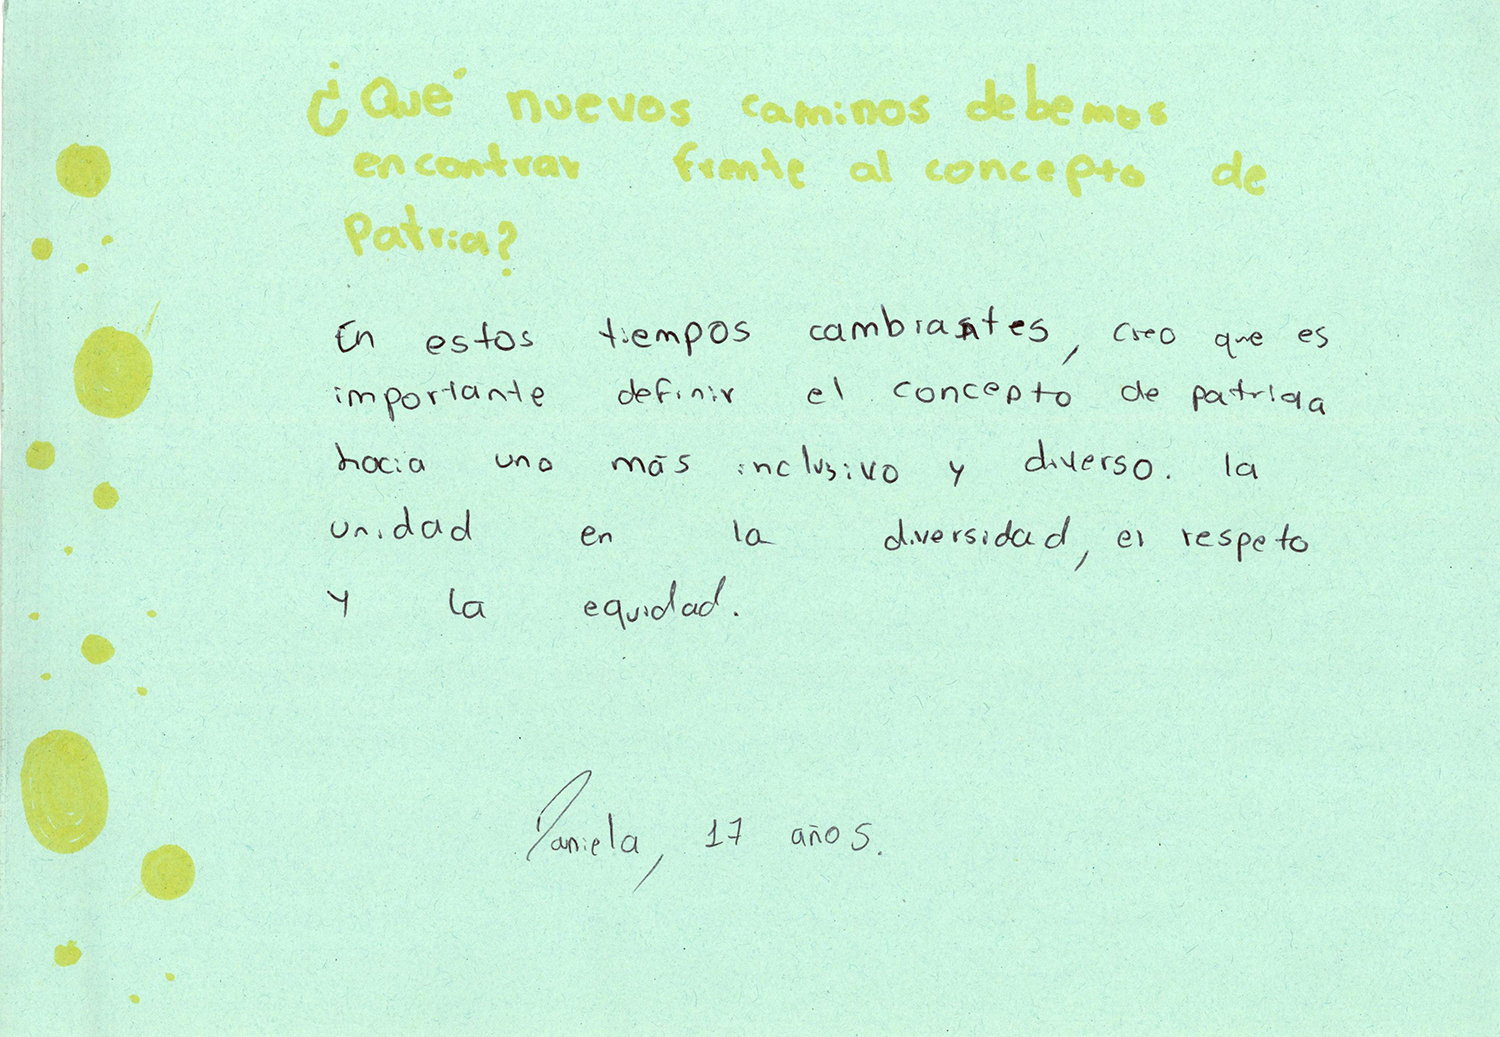 ¿Qué nuevos caminos debemos
encontrar frente al concepto de
Patria?
En estos tiempos cambiantes, creo que es
importante definir el concepto de patriaa
hacia uno más inclusivo y diverso. la
unidad en la diversidad, el respeto
y la equidad.
Daniela, 17 años.